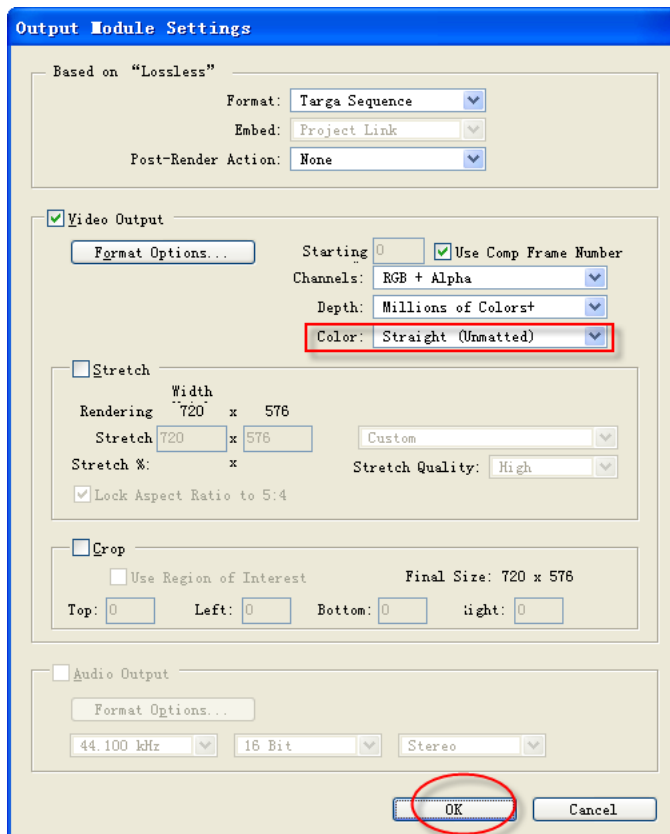 Output Module Settings
Based on “Lossless”
Format: Targa Sequence
Embed: Project Link
Post-Render Action: None
Video Output
Format Options... Starting 0 Use Comp Frame Number
Channels: RGB + Alpha
Depth: Millions of Colors+
Color: Straight (Unmatted)
Stretch
Width
Rendering 720 x 576
Stretch 720 x 576 Custom
Stretch %: x Stretch Quality: High
Lock Aspect Ratio to 5:4
Crop
Use Region of Interest Final Size: 720 x 576
Top: 0 Left: 0 Bottom: 0 ight: 0
Audio Output
Format Options...
44.100 kHz 16 Bit Stereo
OK Cancel